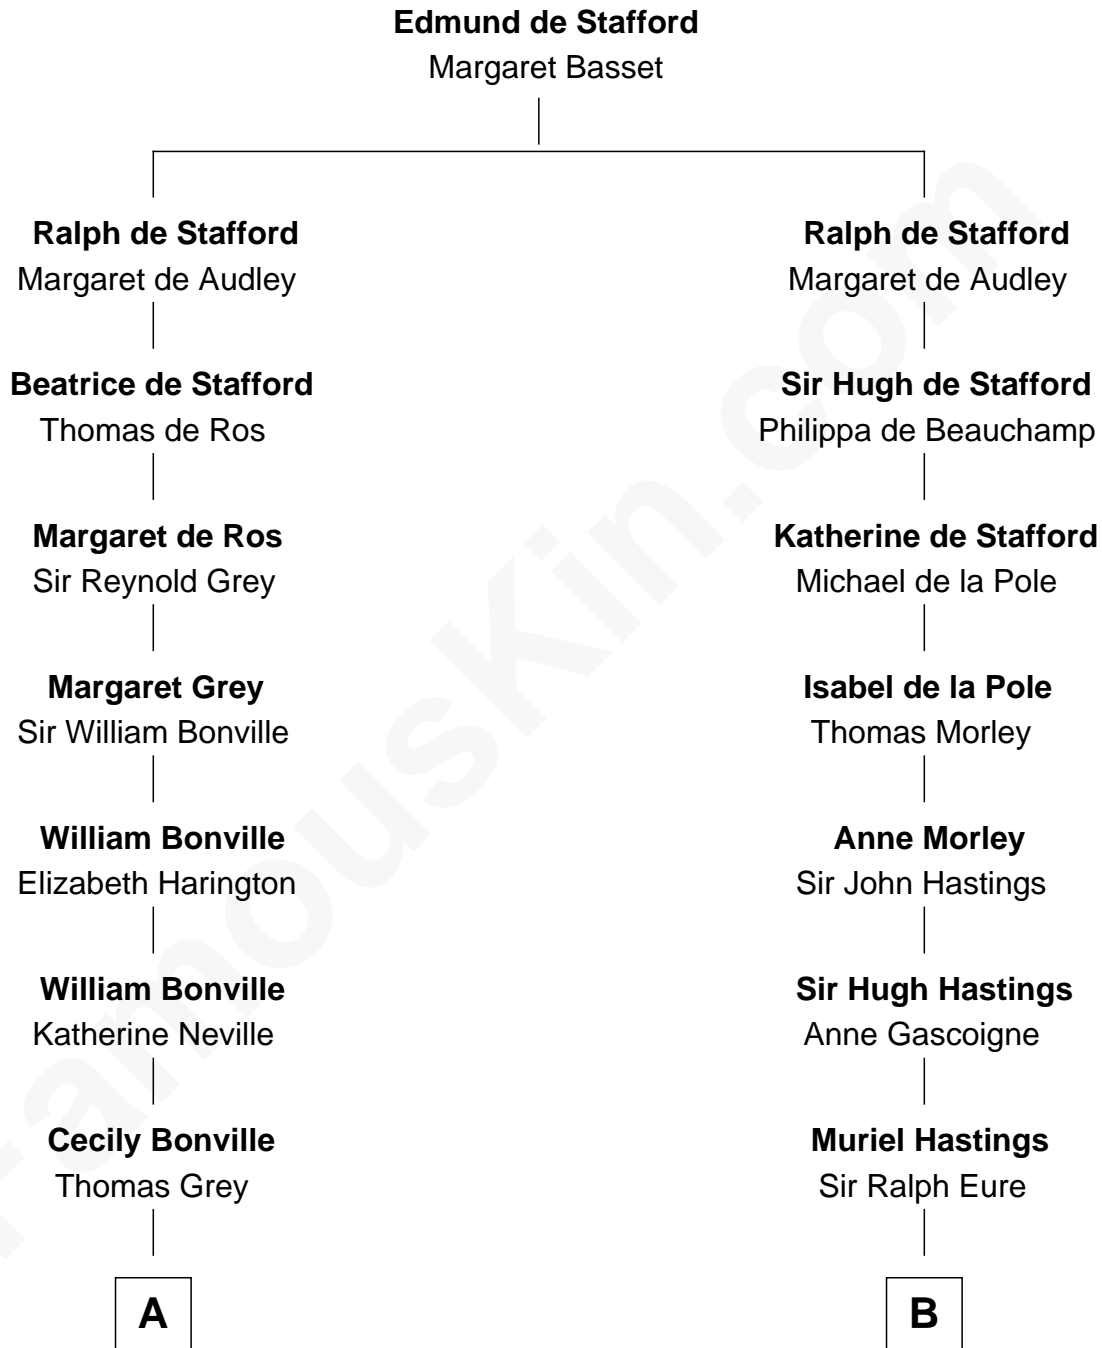 Edmund de Stafford
Margaret Basset
Ralph de Stafford
Margaret de Audley
Beatrice de Stafford
Thomas de Ros
Margaret de Ros
Sir Reynold Grey
Margaret Grey
Sir William Bonville
William Bonville
Elizabeth Harington
William Bonville
Katherine Neville
Cecily Bonville
Thomas Grey
A
Ralph de Stafford
Margaret de Audley
Sir Hugh de Stafford
Philippa de Beauchamp
Katherine de Stafford
Michael de la Pole
Isabel de la Pole
Thomas Morley
Anne Morley
Sir John Hastings
Sir Hugh Hastings
Anne Gascoigne
Muriel Hastings
Sir Ralph Eure
B
FamousKin.com